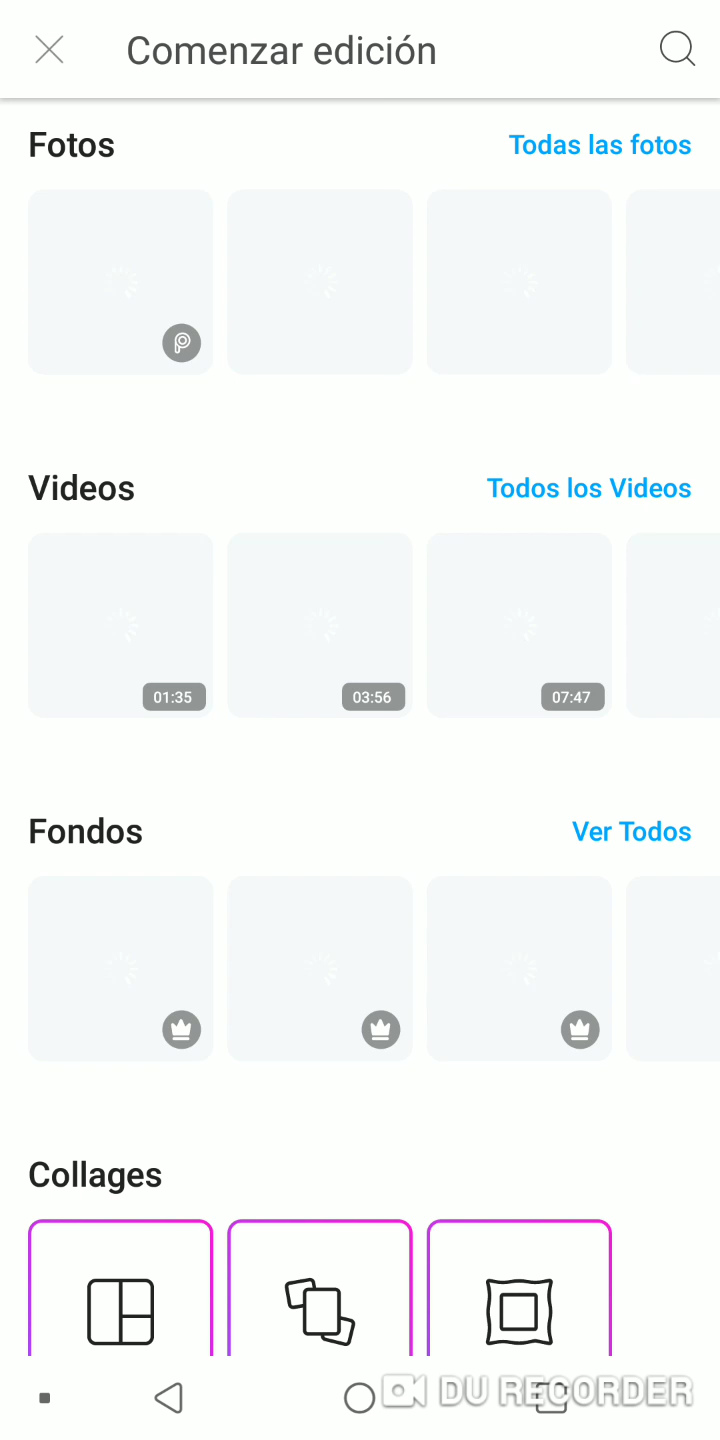 Comenzar edición
Fotos
Todas las fotos
Videos
Todos los Videos
01:35
03:56
07:47
Fondos
Ver Todos
Collages
DU RECORDER